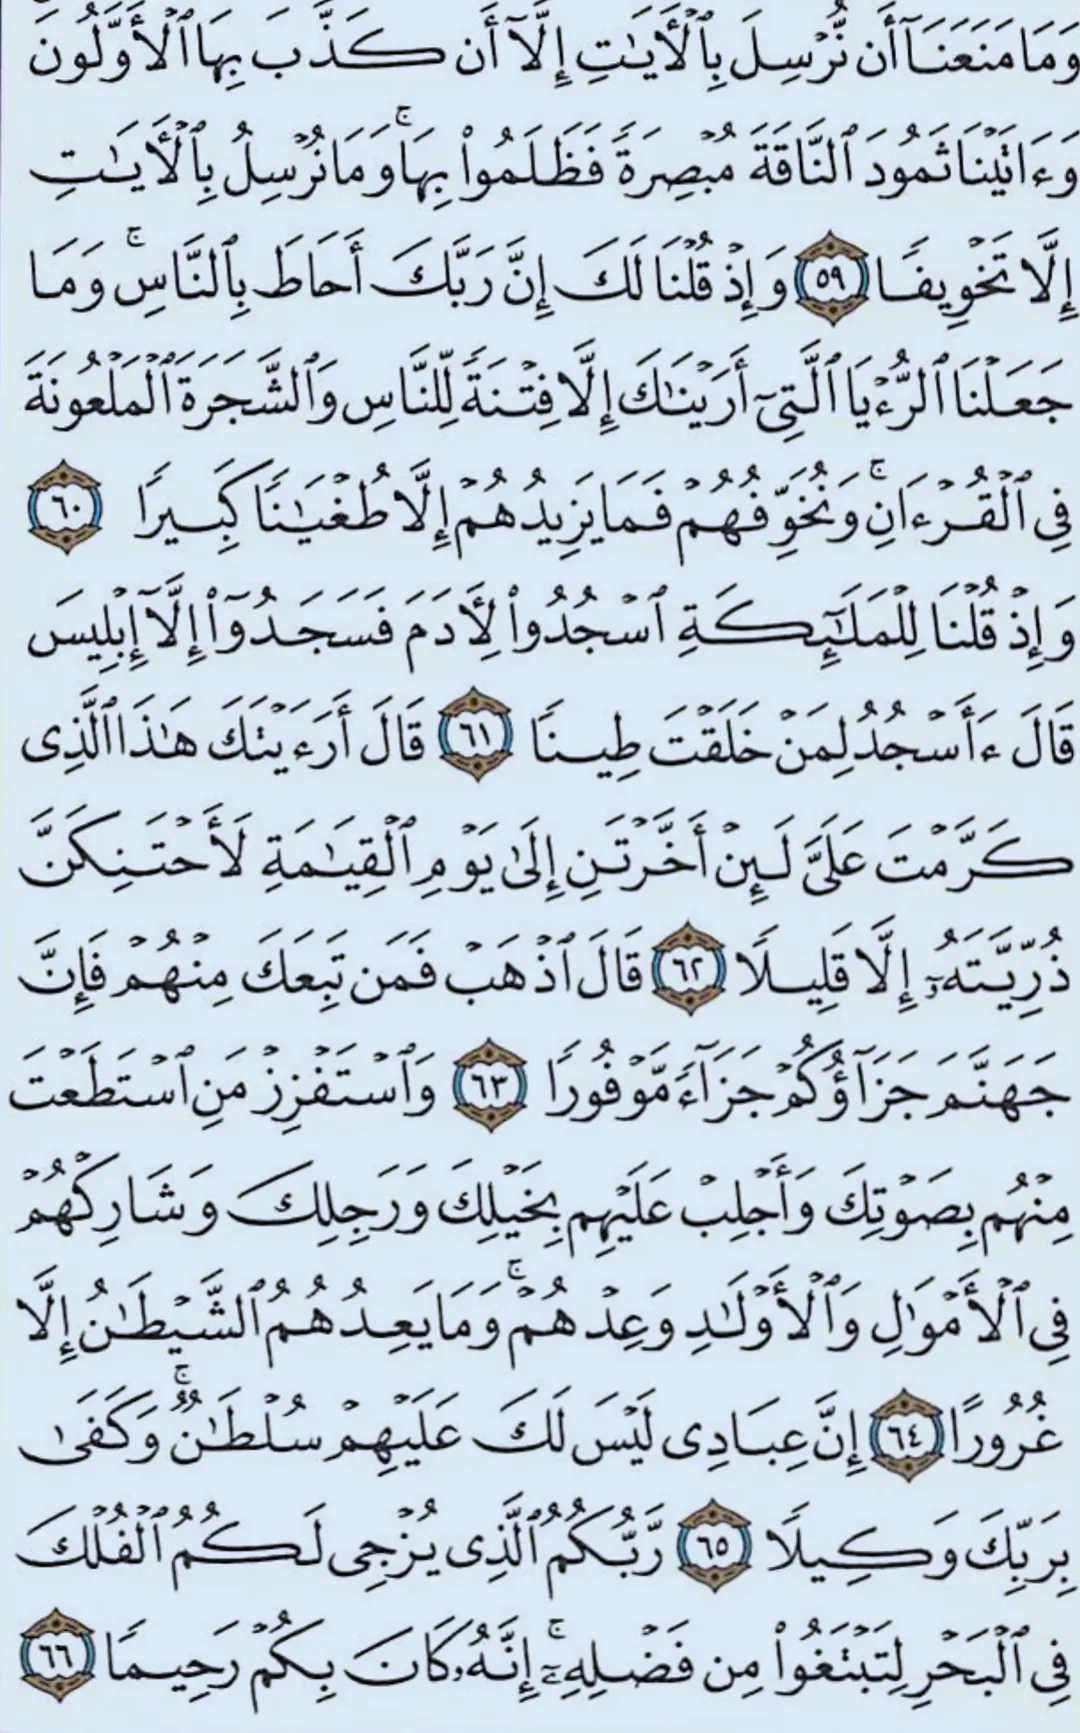 وَمَا مَنَعَنَآ أَن نُّرْسِلَ بِٱلْأَيَٰتِ إِلَّآ أَن كَذَّبَ بِهَا ٱلْأَوَّلُونَ
وَءَاتَيْنَا ثَمُودَ ٱلنَّاقَةَ مُبْصِرَةً فَظَلَمُوا۟ بِهَا ۚ وَمَا نُرْسِلُ بِٱلْأَيَٰتِ
إِلَّا تَخْوِيفًا ٥٩ وَإِذْ قُلْنَا لَكَ إِنَّ رَبَّكَ أَحَاطَ بِٱلنَّاسِ ۚ وَمَا
جَعَلْنَا ٱلرُّءْيَا ٱلَّتِىٓ أَرَيْنَٰكَ إِلَّا فِتْنَةً لِّلنَّاسِ وَٱلشَّجَرَةَ ٱلْمَلْعُونَةَ
فِى ٱلْقُرْءَانِ ۚ وَنُخَوِّفُهُمْ فَمَا يَزِيدُهُمْ إِلَّا طُغْيَٰنًا كَبِيرًا ٦٠
وَإِذْ قُلْنَا لِلْمَلَٰٓئِكَةِ ٱسْجُدُوا۟ لِأَدَمَ فَسَجَدُوٓا۟ إِلَّآ إِبْلِيسَ
قَالَ ءَأَسْجُدُ لِمَنْ خَلَقْتَ طِينًا ٦١ قَالَ أَرَءَيْتَكَ هَٰذَا ٱلَّذِى
كَرَّمْتَ عَلَىَّ لَئِنْ أَخَّرْتَنِ إِلَىٰ يَوْمِ ٱلْقِيَٰمَةِ لَأَحْتَنِكَنَّ
ذُرِّيَّتَهُۥٓ إِلَّا قَلِيلًا ٦٢ قَالَ ٱذْهَبْ فَمَن تَبِعَكَ مِنْهُمْ فَإِنَّ
جَهَنَّمَ جَزَآؤُكُمْ جَزَآءً مَّوْفُورًا ٦٣ وَٱسْتَفْزِزْ مَنِ ٱسْتَطَعْتَ
مِنْهُم بِصَوْتِكَ وَأَجْلِبْ عَلَيْهِم بِخَيْلِكَ وَرَجِلِكَ وَشَارِكْهُمْ
فِى ٱلْأَمْوَٰلِ وَٱلْأَوْلَٰدِ وَعِدْهُمْ ۚ وَمَا يَعِدُهُمُ ٱلشَّيْطَٰنُ إِلَّا
غُرُورًا ٦٤ إِنَّ عِبَادِى لَيْسَ لَكَ عَلَيْهِمْ سُلْطَٰنٌ ۚ وَكَفَىٰ
بِرَبِّكَ وَكِيلًا ٦٥ رَّبُّكُمُ ٱلَّذِى يُزْجِى لَكُمُ ٱلْفُلْكَ
فِى ٱلْبَحْرِ لِتَبْتَغُوا۟ مِن فَضْلِهِۦٓ ۚ إِنَّهُۥ كَانَ بِكُمْ رَحِيمًا ٦٦